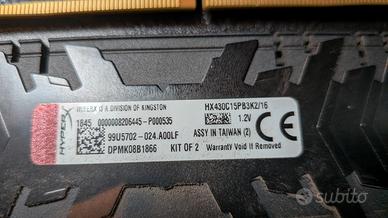 HYPERX
HYPERX IS A DIVISION OF KINGSTON
1845 0000008206445-P000535
99U5702-024.A00LF
DPMK08B1866 KIT OF 2
HX430C15PB3K2/16
1.2V
ASSY IN TAIWAN (2)
Warranty Void If Removed
subito